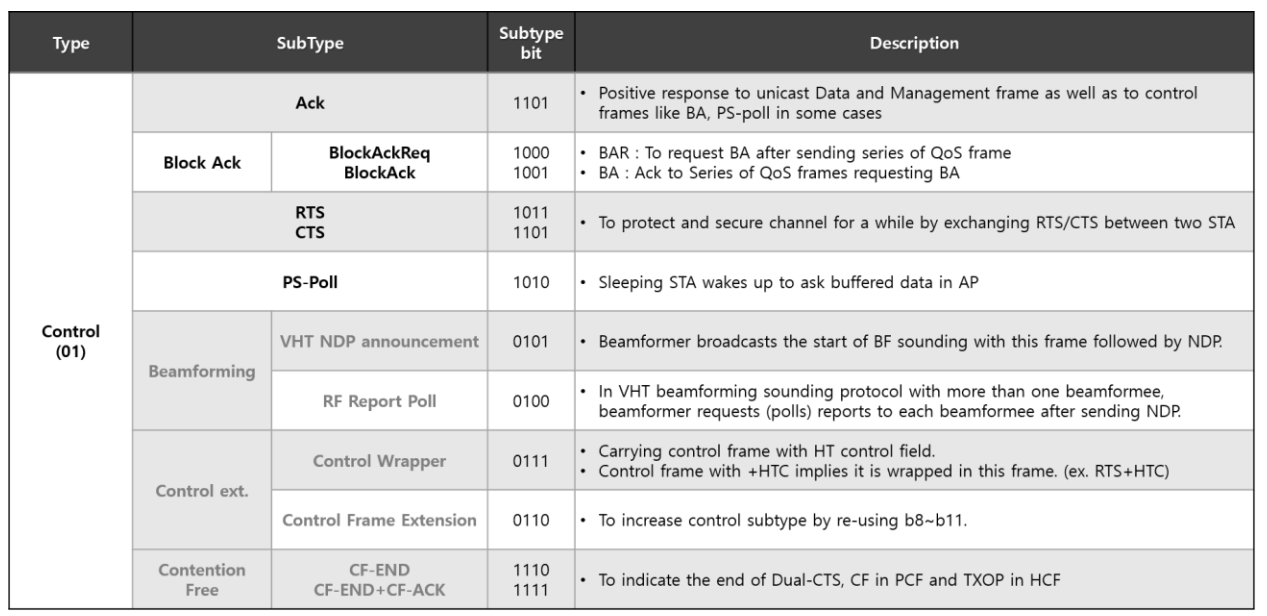 Type
SubType
Subtype
bit
Description
Control
(01)
Ack
1101
• Positive response to unicast Data and Management frame as well as to control
frames like BA, PS-poll in some cases
Block Ack
BlockAckReq
BlockAck
1000
1001
• BAR : To request BA after sending series of QoS frame
• BA : Ack to Series of QoS frames requesting BA
RTS
CTS
1011
1101
• To protect and secure channel for a while by exchanging RTS/CTS between two STA
PS-Poll
1010
• Sleeping STA wakes up to ask buffered data in AP
Beamforming
VHT NDP announcement
0101
• Beamformer broadcasts the start of BF sounding with this frame followed by NDP.
RF Report Poll
0100
• In VHT beamforming sounding protocol with more than one beamformee,
beamformer requests (polls) reports to each beamformee after sending NDP.
Control ext.
Control Wrapper
0111
• Carrying control frame with HT control field.
• Control frame with +HTC implies it is wrapped in this frame. (ex. RTS+HTC)
Control Frame Extension
0110
• To increase control subtype by re-using b8~b11.
Contention
Free
CF-END
CF-END+CF-ACK
1110
1111
• To indicate the end of Dual-CTS, CF in PCF and TXOP in HCF